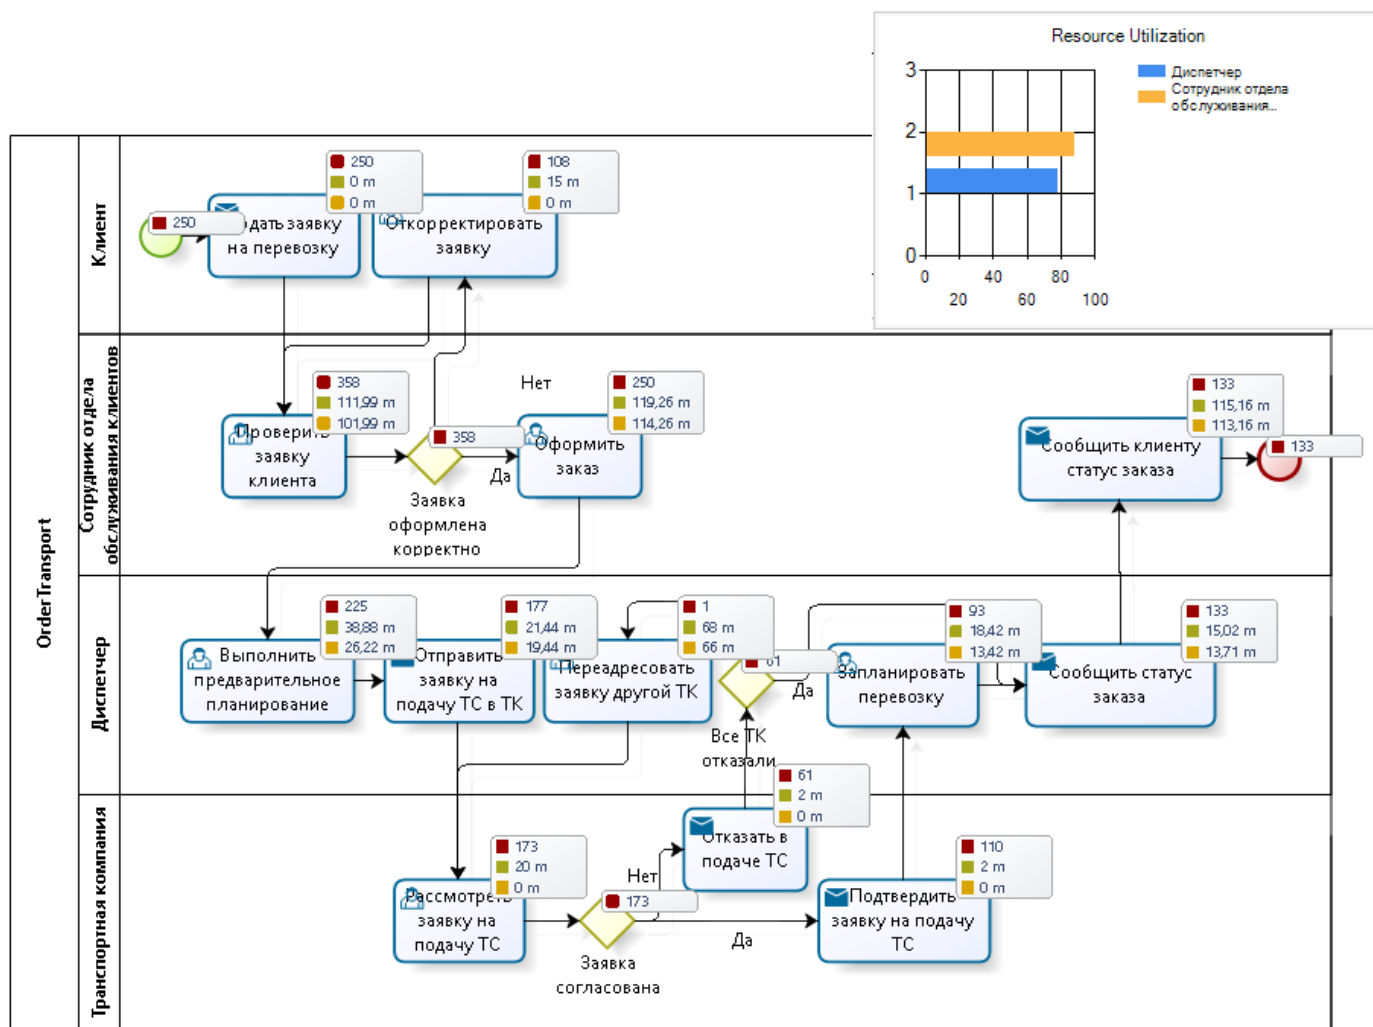 Resource Utilization
3
2
1
0
0
20
40
60
80
100
Диспетчер
Сотрудник отдела
обслуживания...
OrderTransport
Клиент
250
250
0 m
0 m
одать заявку
на перевозку
108
15 m
0 m
Откорректировать
заявку
Сотрудник отдела
обслуживания клиентов
358
111,99 m
101,99 m
Проверить
заявку
клиента
358
Заявка
оформлена
корректно
Нет
Да
250
119,26 m
114,26 m
Оформить
заказ
133
115,16 m
113,16 m
Сообщить клиенту
статус заказа
133
Диспетчер
225
38,88 m
26,22 m
Выполнить
предварительное
планирование
177
21,44 m
19,44 m
Отправить
заявку на
подачу ТС в ТК
1
68 m
66 m
Переадресовать
заявку другой ТК
61
Да
Все ТК
отказали
93
18,42 m
13,42 m
Запланировать
перевозку
133
15,02 m
13,71 m
Сообщить статус
заказа
Транспортная компания
173
20 m
0 m
Рассмотреть
заявку на
подачу ТС
173
Заявка
согласована
Нет
Да
61
2 m
0 m
Отказать в
подаче ТС
110
2 m
0 m
Подтвердить
заявку на подачу
ТС